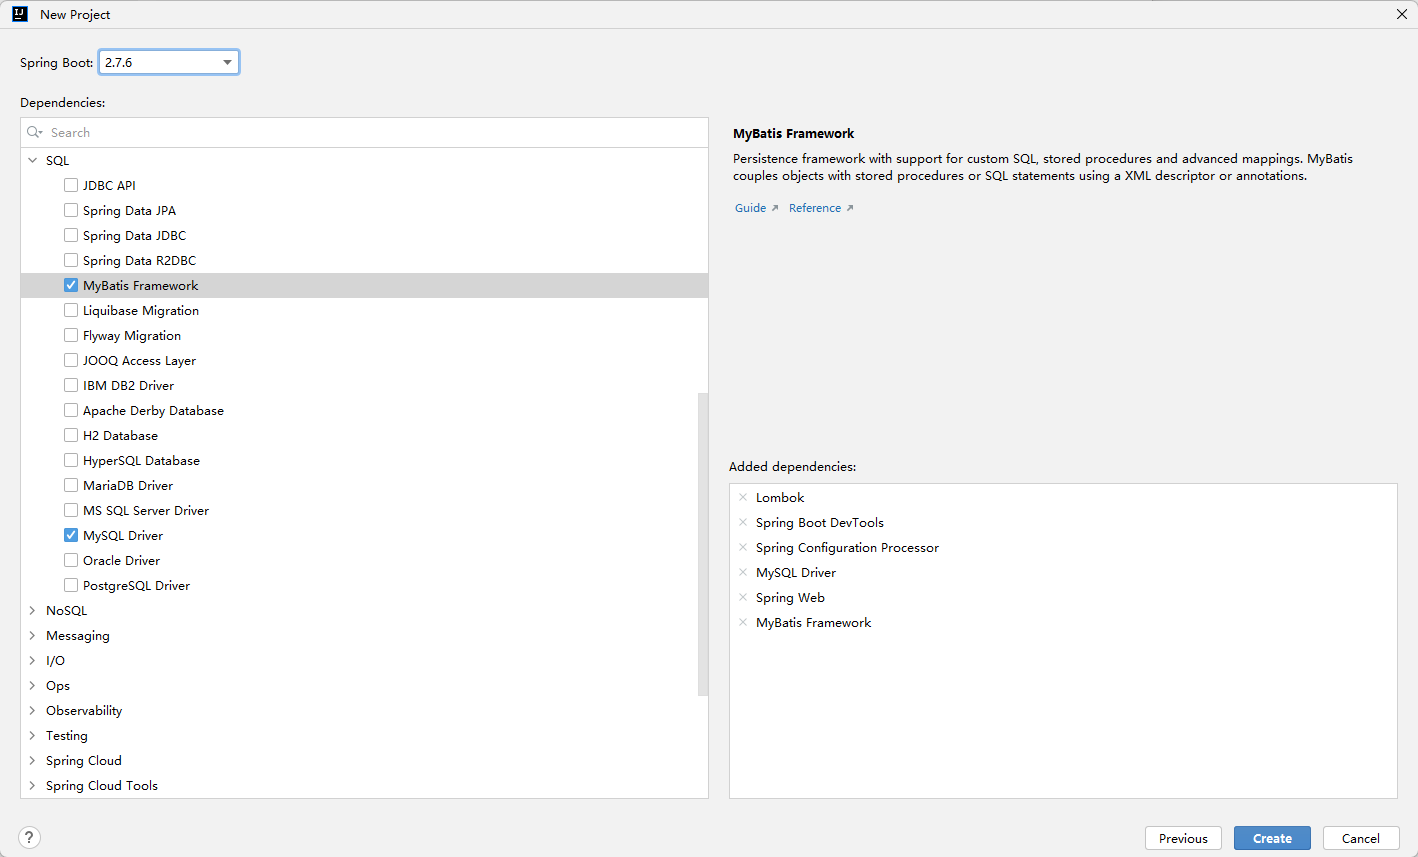 New Project
Spring Boot: 2.7.6
Dependencies:
Search
SQL
JDBC API
Spring Data JPA
Spring Data JDBC
Spring Data R2DBC
MyBatis Framework
Liquibase Migration
Flyway Migration
JOOQ Access Layer
IBM DB2 Driver
Apache Derby Database
H2 Database
HyperSQL Database
MariaDB Driver
MS SQL Server Driver
MySQL Driver
Oracle Driver
PostgreSQL Driver
NoSQL
Messaging
I/O
Ops
Observability
Testing
Spring Cloud
Spring Cloud Tools
MyBatis Framework
Persistence framework with support for custom SQL, stored procedures and advanced mappings. MyBatis
couples objects with stored procedures or SQL statements using a XML descriptor or annotations.
Guide Reference
Added dependencies:
Lombok
Spring Boot DevTools
Spring Configuration Processor
MySQL Driver
Spring Web
MyBatis Framework
? Previous Create Cancel